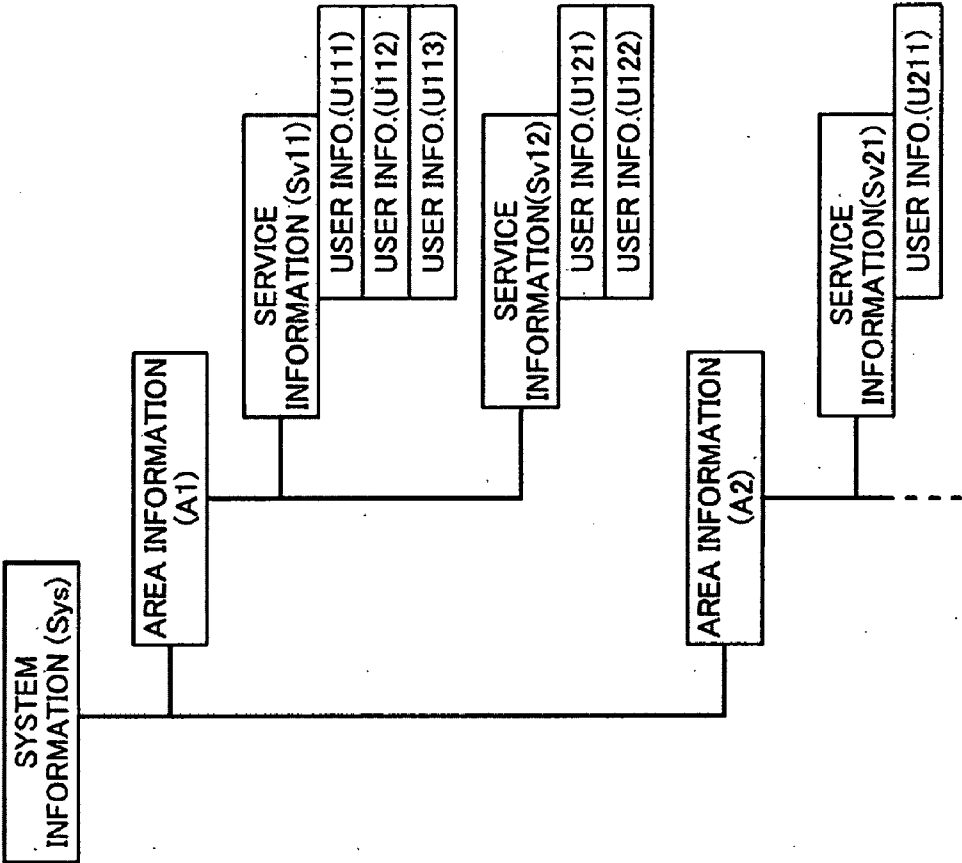 SYSTEM
INFORMATION (Sys)
AREA INFORMATION
(A1)
SERVICE
INFORMATION (Sv11)
USER INFO.(U111)
USER INFO.(U112)
USER INFO.(U113)
SERVICE
INFORMATION(Sv12)
USER INFO.(U121)
USER INFO.(U122)
AREA INFORMATION
(A2)
SERVICE
INFORMATION(Sv21)
USER INFO.(U211)